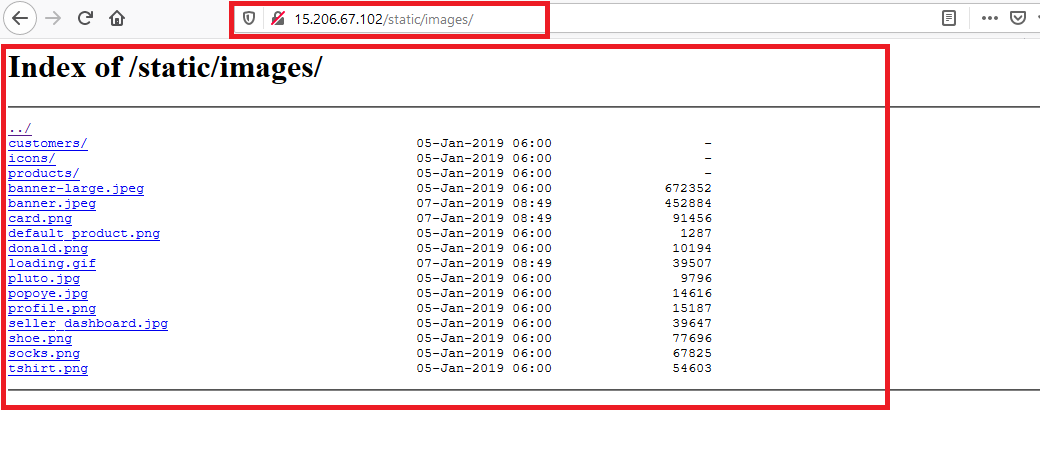 15.206.67.102/static/images/
Index of /static/images/
../
customers/ 05-Jan-2019 06:00 -
icons/ 05-Jan-2019 06:00 -
products/ 05-Jan-2019 06:00 -
banner-large.jpeg 05-Jan-2019 06:00 672352
banner.jpeg 07-Jan-2019 08:49 452884
card.png 07-Jan-2019 08:49 91456
default_product.png 05-Jan-2019 06:00 1287
donald.png 05-Jan-2019 06:00 10194
loading.gif 07-Jan-2019 08:49 39507
pluto.jpg 05-Jan-2019 06:00 9796
popoye.jpg 05-Jan-2019 06:00 14616
profile.png 05-Jan-2019 06:00 15187
seller_dashboard.jpg 05-Jan-2019 06:00 39647
shoe.png 05-Jan-2019 06:00 77696
socks.png 05-Jan-2019 06:00 67825
tshirt.png 05-Jan-2019 06:00 54603